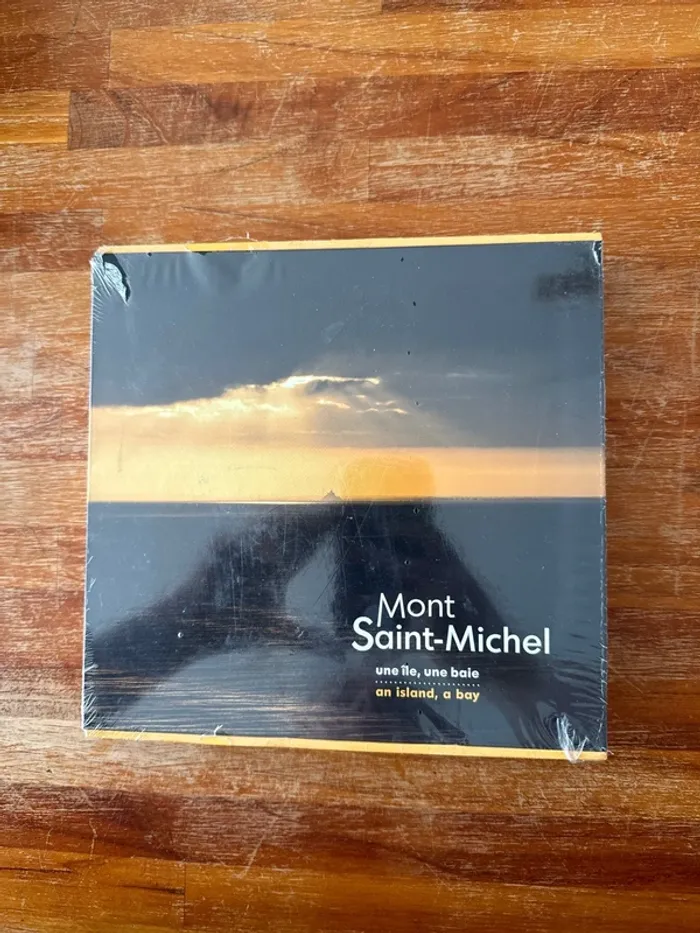 Mont
Saint-Michel
une île, une baie
an island, a bay